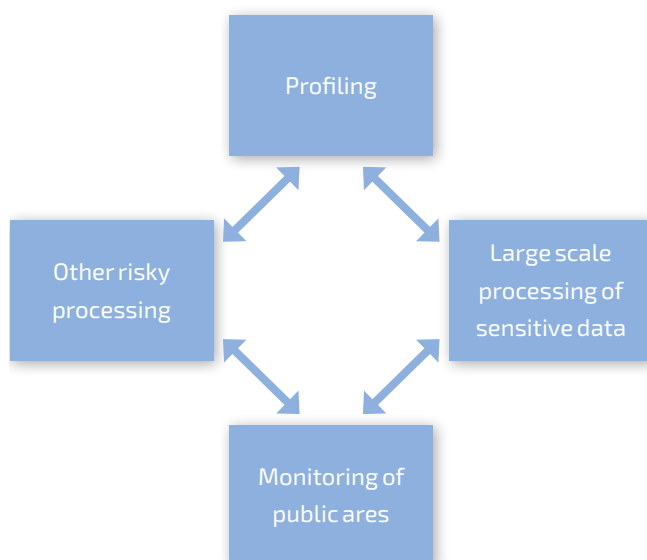 Profiling
Other risky
processing
Large scale
processing of
sensitive data
Monitoring of
public ares